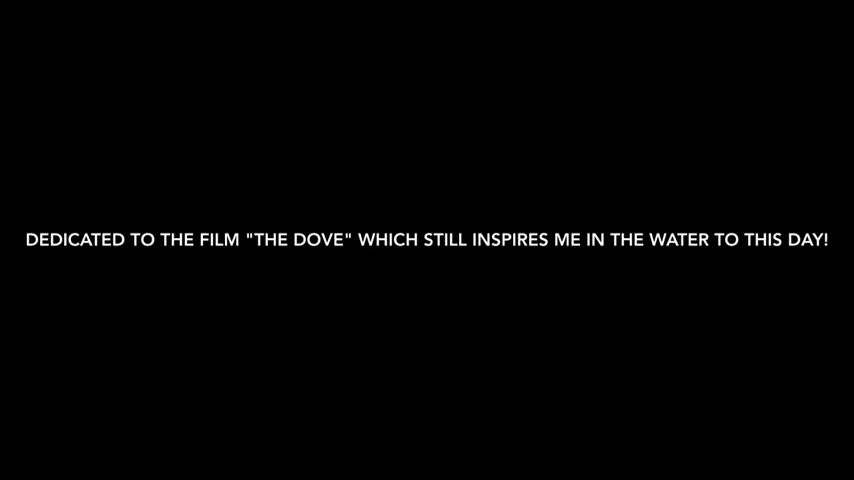 DEDICATED TO THE FILM "THE DOVE" WHICH STILL INSPIRES ME IN THE WATER TO THIS DAY!